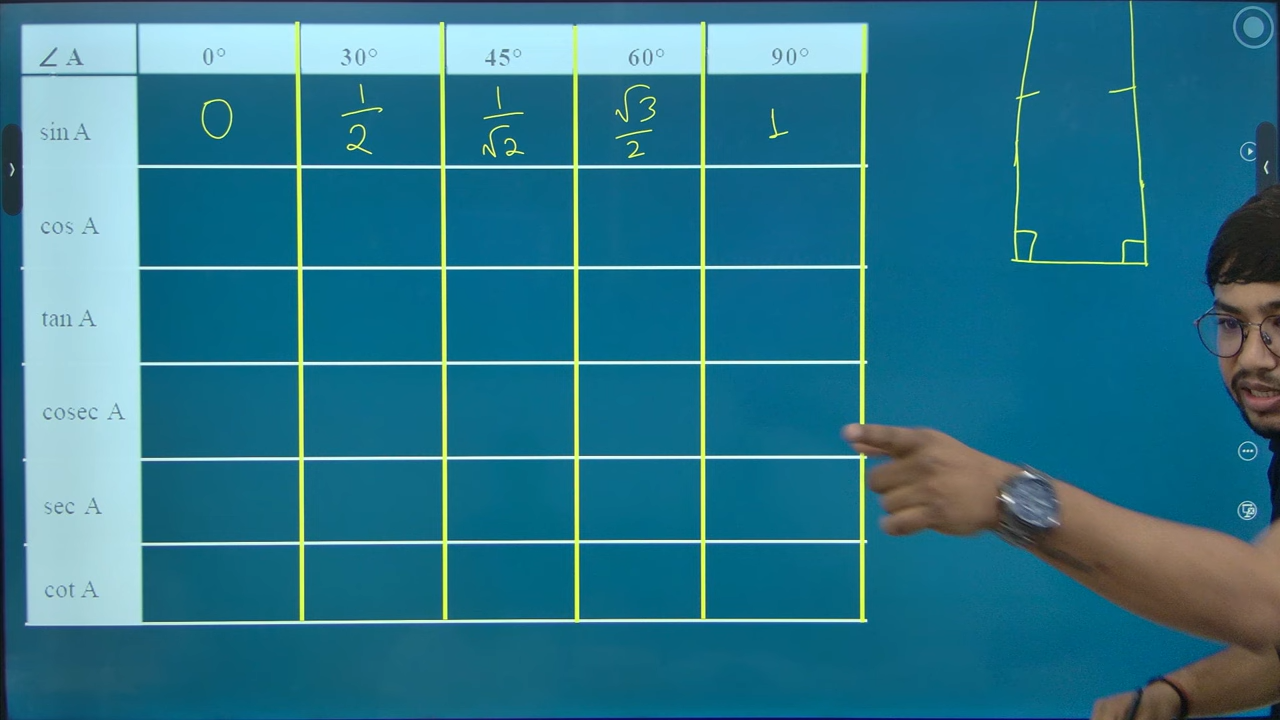 ∠A 0° 30° 45° 60° 90°
sin A 0 1/2 1/√2 √3/2 1
cos A
tan A
cosec A
sec A
cot A